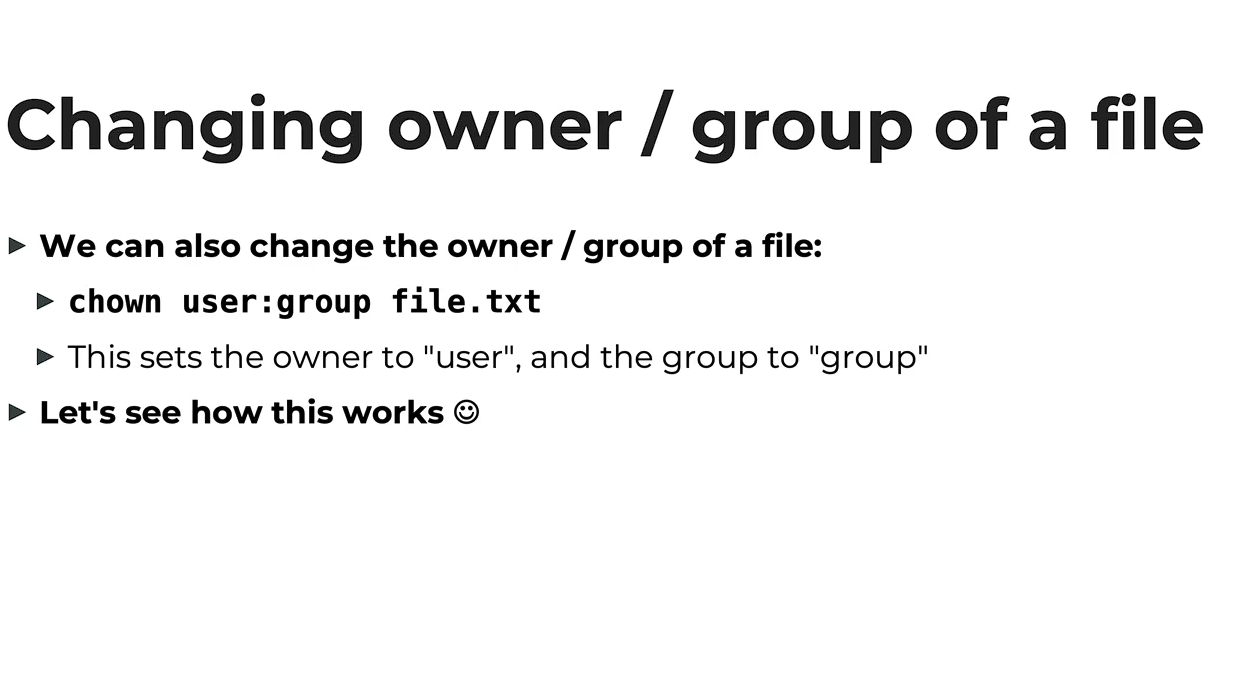 Changing owner / group of a file
We can also change the owner / group of a file:
chown user:group file.txt
This sets the owner to "user", and the group to "group"
Let's see how this works ☺